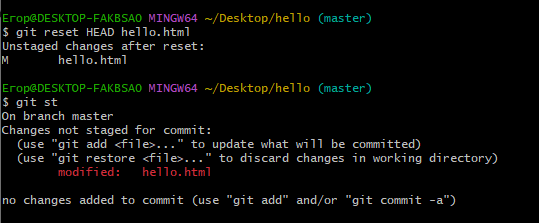 Erop@DESKTOP-FAKBSAO MINGW64 ~/Desktop/hello (master)
$ git reset HEAD hello.html
Unstaged changes after reset:
M       hello.html
Erop@DESKTOP-FAKBSAO MINGW64 ~/Desktop/hello (master)
$ git st
On branch master
Changes not staged for commit:
  (use "git add <file>..." to update what will be committed)
  (use "git restore <file>..." to discard changes in working directory)
        modified:   hello.html
no changes added to commit (use "git add" and/or "git commit -a")